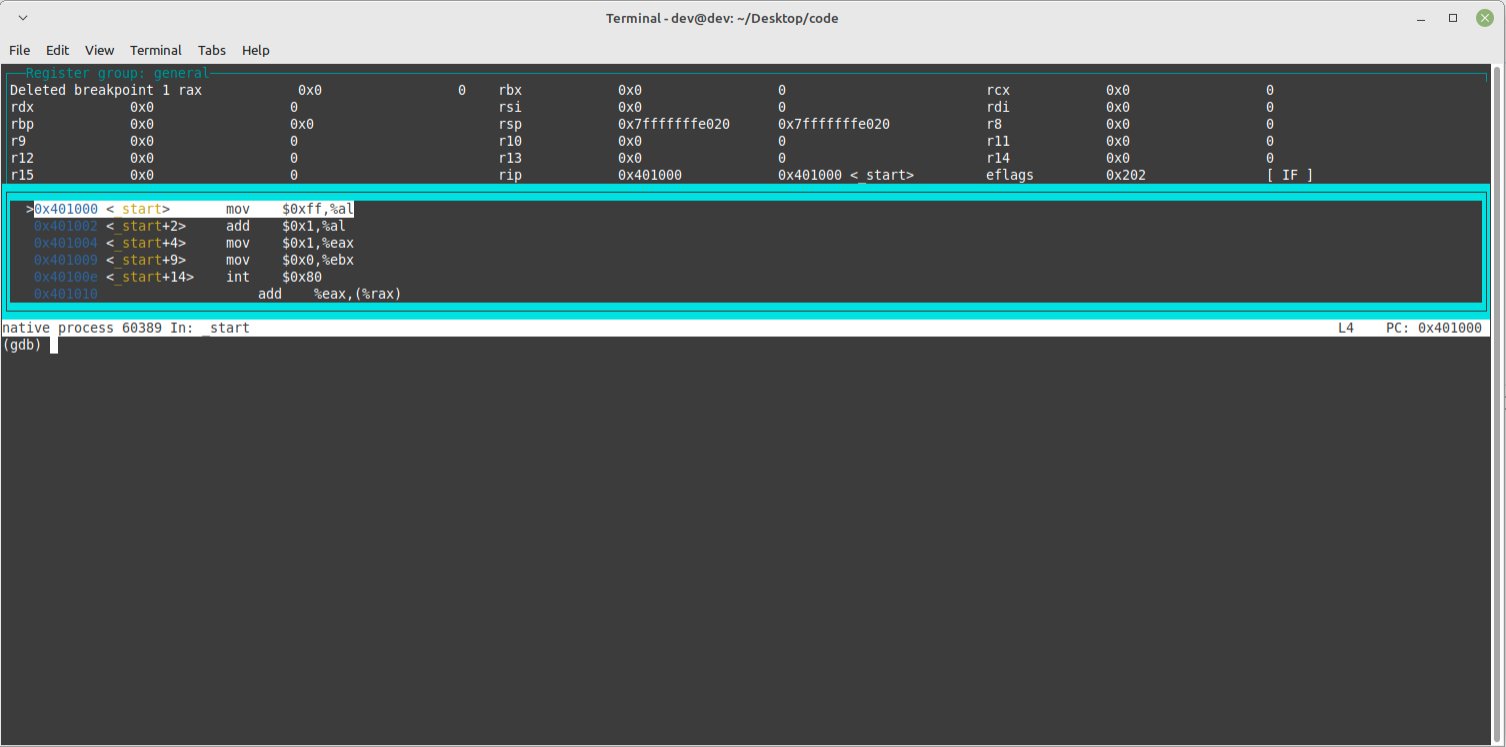 Terminal - dev@dev: ~/Desktop/code
File Edit View Terminal Tabs Help
Register group: general
Deleted breakpoint 1 rax 0x0 0 rbx 0x0 0 rcx 0x0 0
rdx 0x0 0 rsi 0x0 0 rdi 0x0 0
rbp 0x0 0x0 rsp 0x7fffffffe020 0x7fffffffe020 r8 0x0 0
r9 0x0 0 r10 0x0 0 r11 0x0 0
r12 0x0 0 r13 0x0 0 r14 0x0 0
r15 0x0 0 rip 0x401000 0x401000 <_start> eflags 0x202 [ IF ]
>0x401000 <_start> mov $0xff,%al
0x401002 <_start+2> add $0x1,%al
0x401004 <_start+4> mov $0x1,%eax
0x401009 <_start+9> mov $0x0,%ebx
0x40100e <_start+14> int $0x80
0x401010 add %eax,(%rax)
native process 60389 In: _start L4 PC: 0x401000
(gdb)